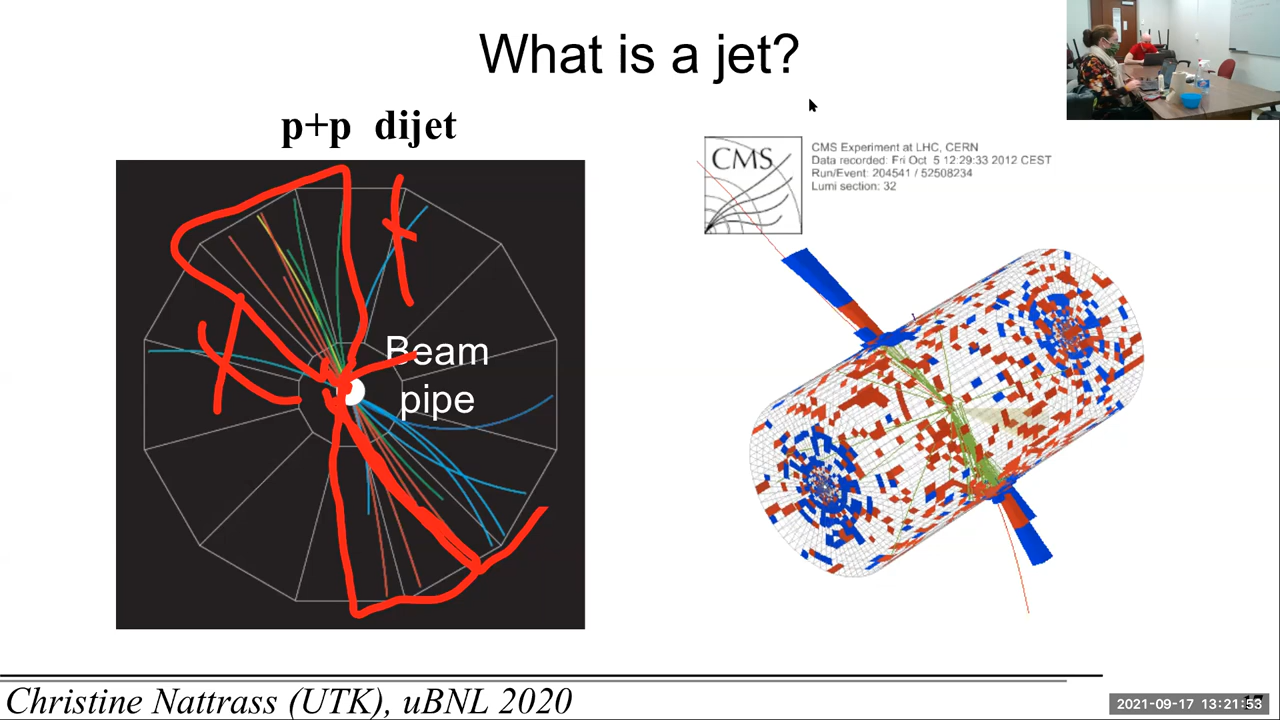 What is a jet?
p+p dijet
CMS
CMS Experiment at LHC, CERN
Data recorded: Fri Oct 5 12:29:33 2012 CEST
Run/Event: 204541 / 52508234
Lumi section: 32
Beam
pipe
Christine Nattrass (UTK), uBNL 2020
2021-09-17 13:21:53